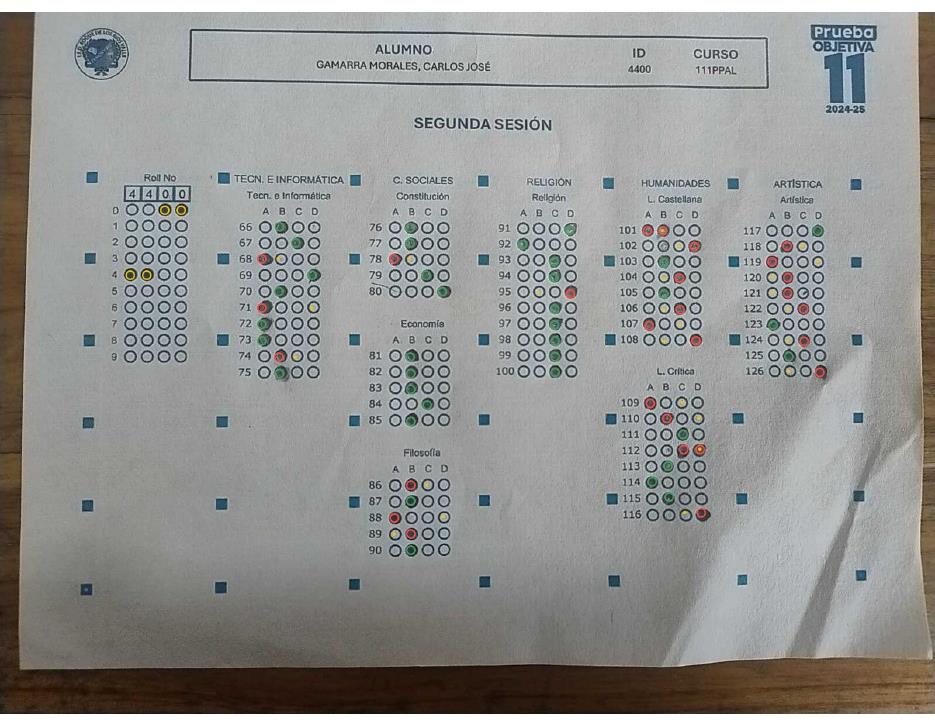 ALUMNO
GAMARRA MORALES, CARLOS JOSÉ
ID
4400
CURSO
111PPAL
Prueba
OBJETIVA
11
2024-25
SEGUNDA SESIÓN
Roll No
4 4 0 0
0
1
2
3
4
5
6
7
8
9
TECN. E INFORMÁTICA
Tecn. e Informática
A B C D
66
67
68
69
70
71
72
73
74
75
C. SOCIALES
Constitución
A B C D
76
77
78
79
80
Economía
A B C D
81
82
83
84
85
Filosofía
A B C D
86
87
88
89
90
RELIGIÓN
Religión
A B C D
91
92
93
94
95
96
97
98
99
100
HUMANIDADES
L. Castellana
A B C D
101
102
103
104
105
106
107
108
L. Crítica
A B C D
109
110
111
112
113
114
115
116
ARTÍSTICA
Artística
A B C D
117
118
119
120
121
122
123
124
125
126